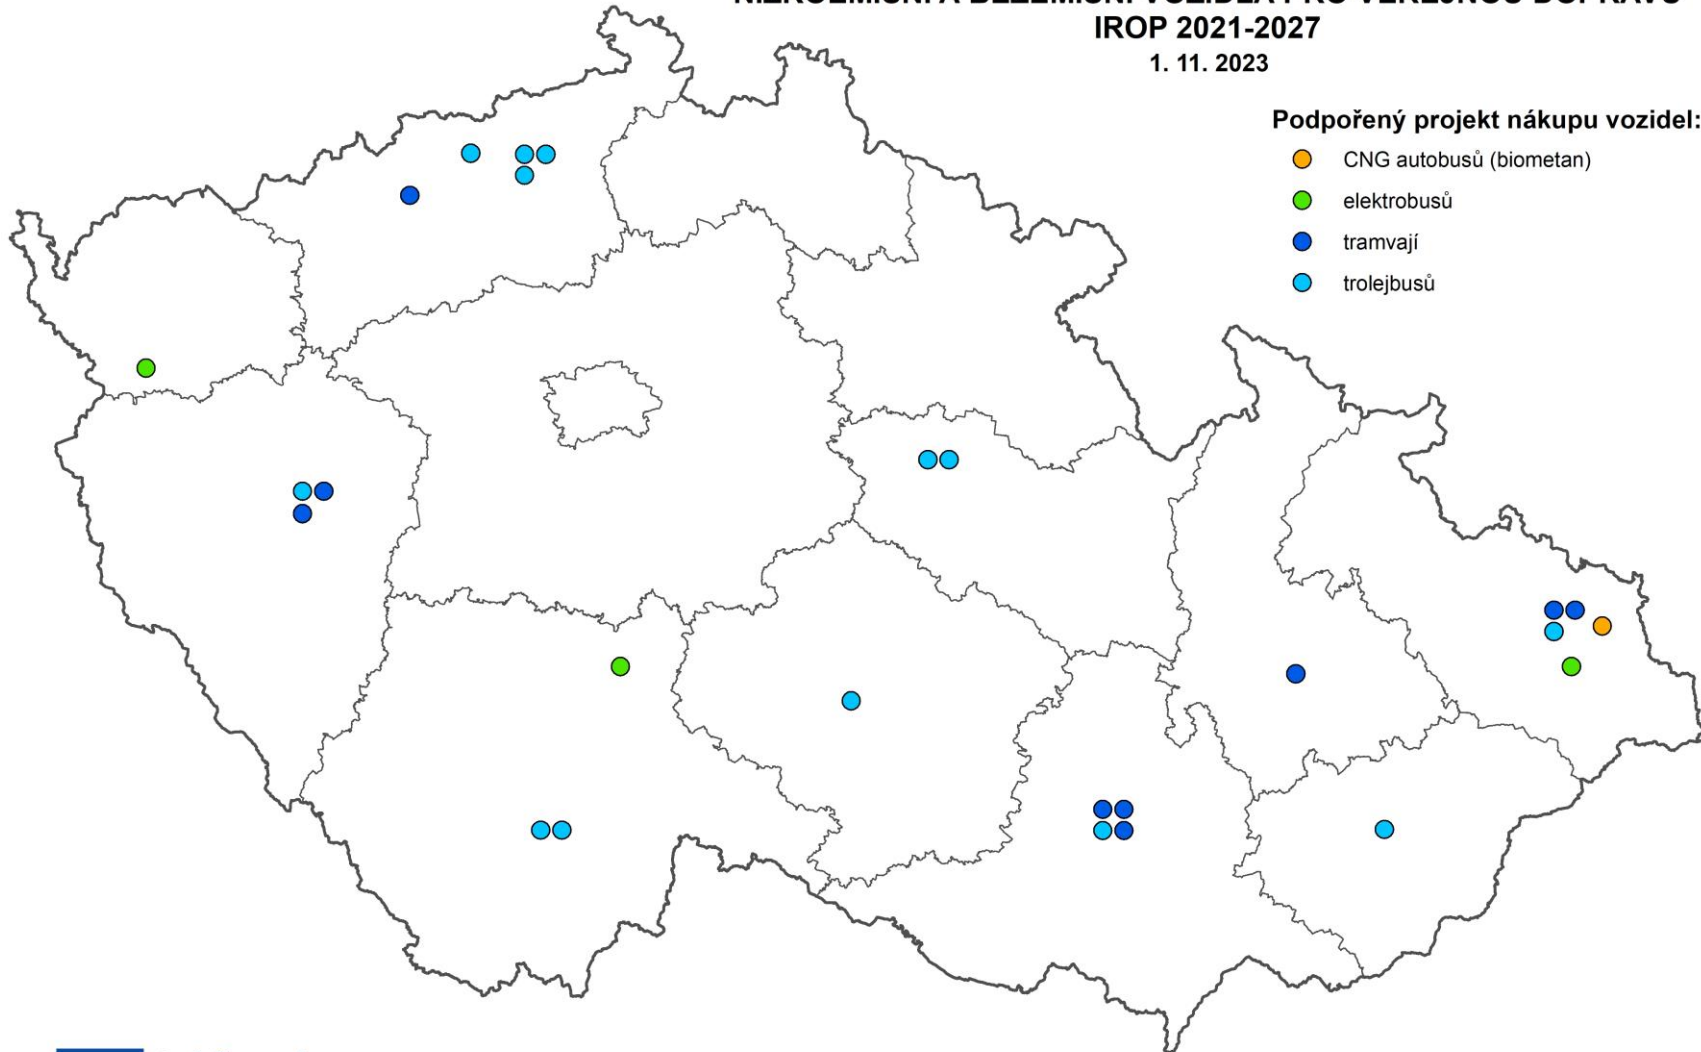 IROP 2021-2027
1. 11. 2023
Podpořený projekt nákupu vozidel:
CNG autobusů (biometan)
elektrobusů
tramvají
trolejbusů